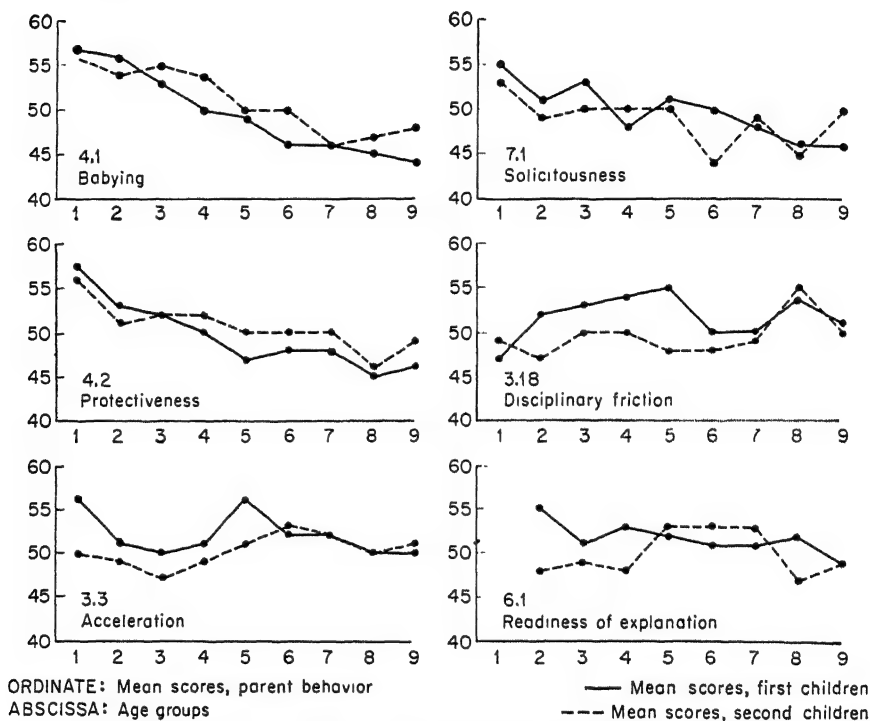 60
55
50
45
40
4.1
Babying
1 2 3 4 5 6 7 8 9
60
55
50
45
40
7.1
Solicitousness
1 2 3 4 5 6 7 8 9
60
55
50
45
40
4.2
Protectiveness
1 2 3 4 5 6 7 8 9
60
55
50
45
40
3.18
Disciplinary friction
1 2 3 4 5 6 7 8 9
60
55
50
45
40
3.3
Acceleration
1 2 3 4 5 6 7 8 9
60
55
50
45
40
6.1
Readiness of explanation
1 2 3 4 5 6 7 8 9
ORDINATE: Mean scores, parent behavior
ABSCISSA: Age groups
Mean scores, first children
Mean scores, second children